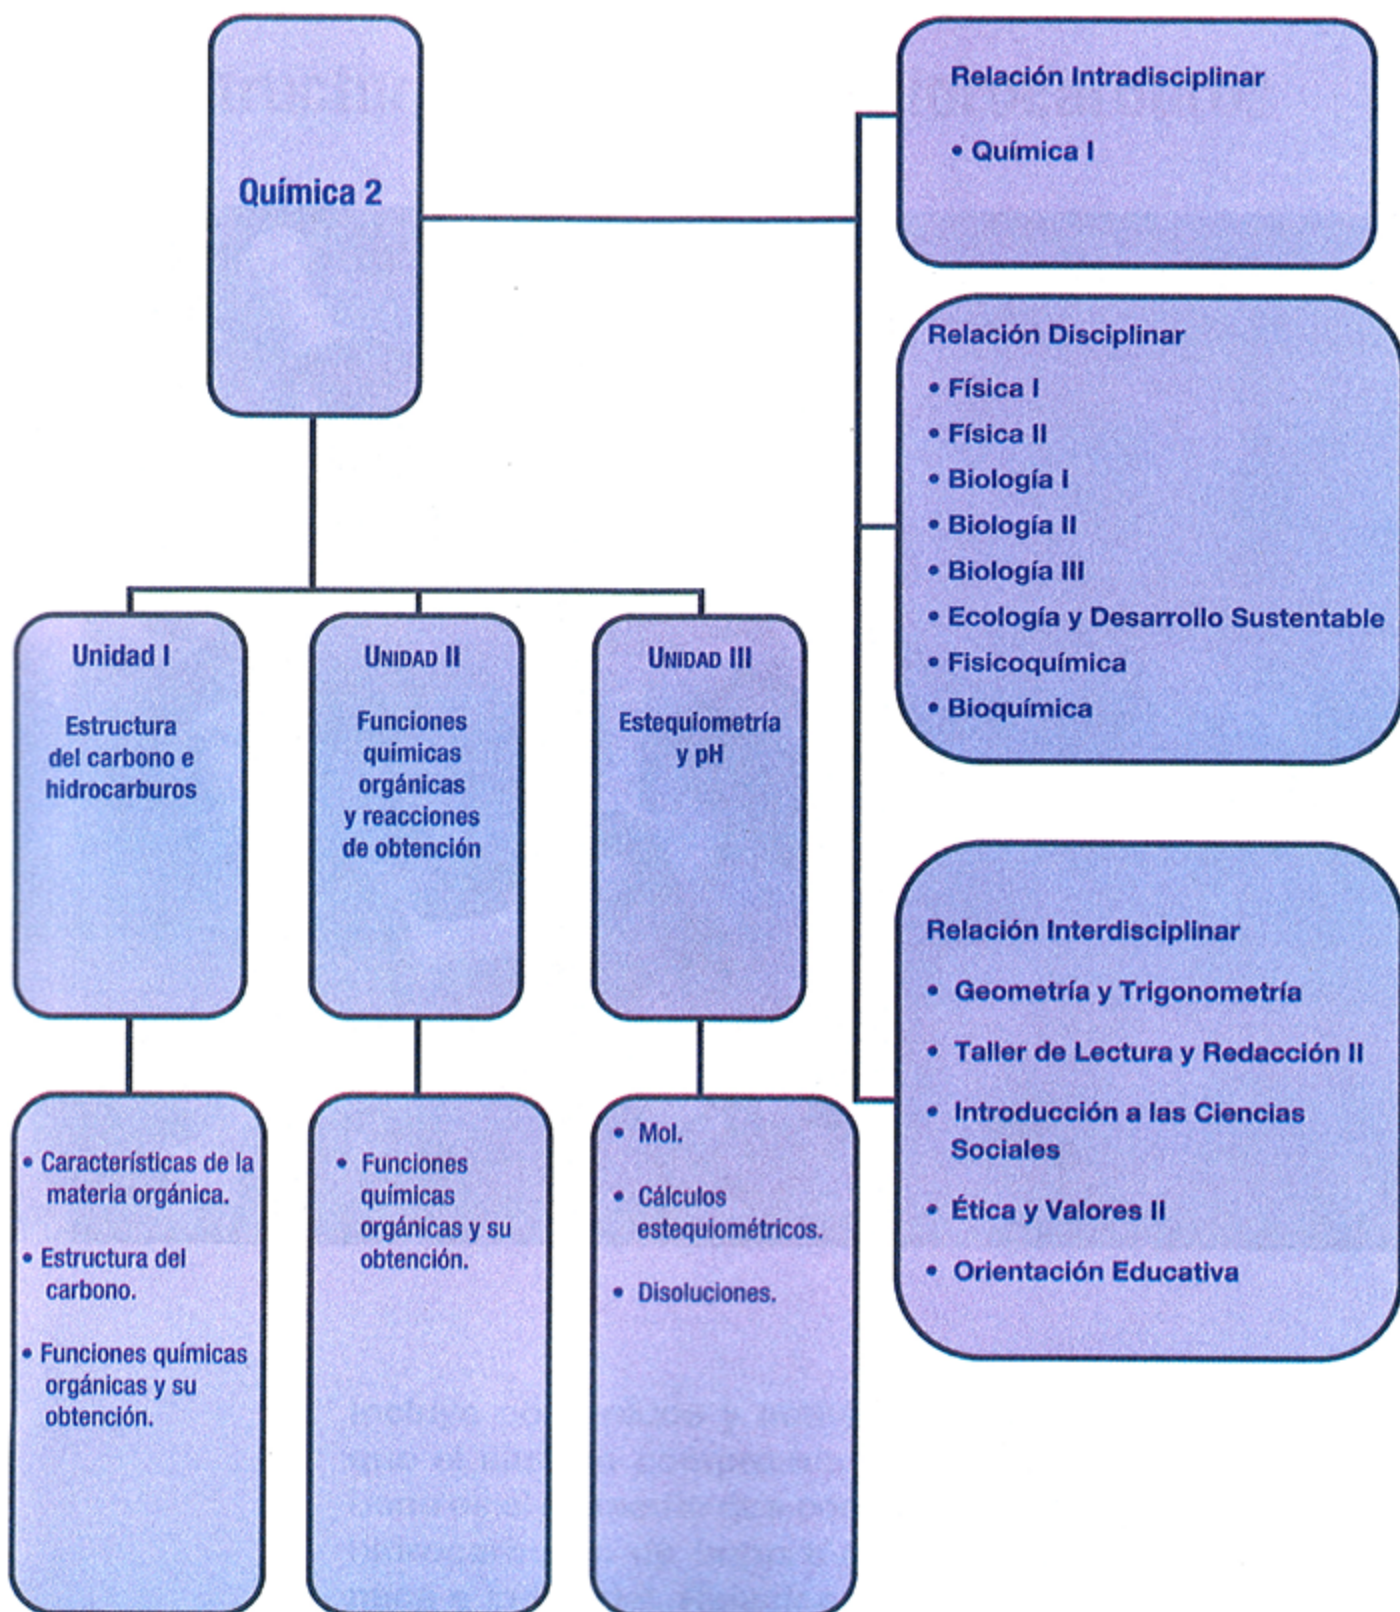 Química 2
Relación Intradisciplinar
• Química I
Relación Disciplinar
• Física I
• Física II
• Biología I
• Biología II
• Biología III
• Ecología y Desarrollo Sustentable
• Fisicoquímica
• Bioquímica
Relación Interdisciplinar
• Geometría y Trigonometría
• Taller de Lectura y Redacción II
• Introducción a las Ciencias
Sociales
• Ética y Valores II
• Orientación Educativa
Unidad I
Estructura
del carbono e
hidrocarburos
UNIDAD II
Funciones
químicas
orgánicas
y reacciones
de obtención
UNIDAD III
Estequiometría
y pH
• Características de la
materia orgánica.
• Estructura del
carbono.
• Funciones químicas
orgánicas y su
obtención.
• Funciones
químicas
orgánicas y su
obtención.
• Mol.
• Cálculos
estequiométricos.
• Disoluciones.